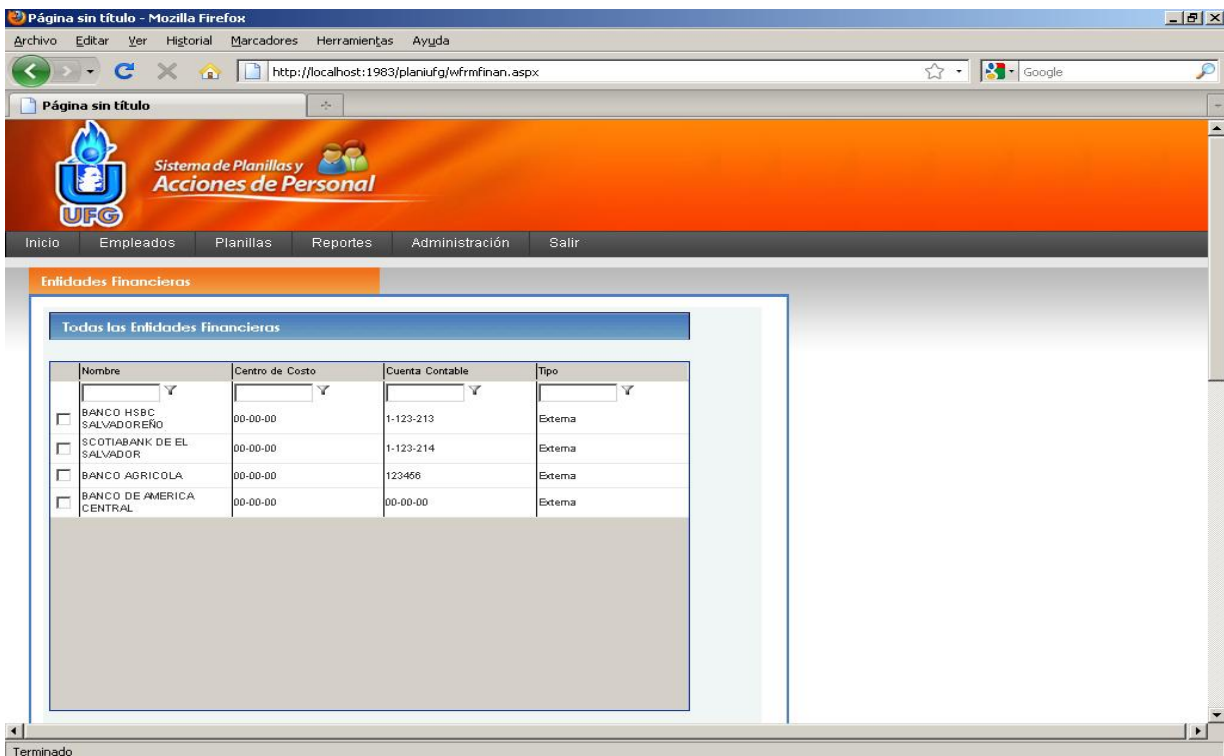 Página sin título - Mozilla Firefox
Archivo Editar Ver Historial Marcadores Herramientas Ayuda
http://localhost:1983/planiufg/wfrmfinan.aspx
Google
Página sin título
Sistema de Planillas y
Acciones de Personal
UFG
Inicio Empleados Planillas Reportes Administración Salir
Entidades Financieras
Todas las Entidades Financieras
Nombre Centro de Costo Cuenta Contable Tipo
BANCO HSBC
SALVADOREÑO 00-00-00 1-123-213 Externa
SCOTIABANK DE EL
SALVADOR 00-00-00 1-123-214 Externa
BANCO AGRICOLA 00-00-00 123456 Externa
BANCO DE AMERICA
CENTRAL 00-00-00 00-00-00 Externa
Terminado